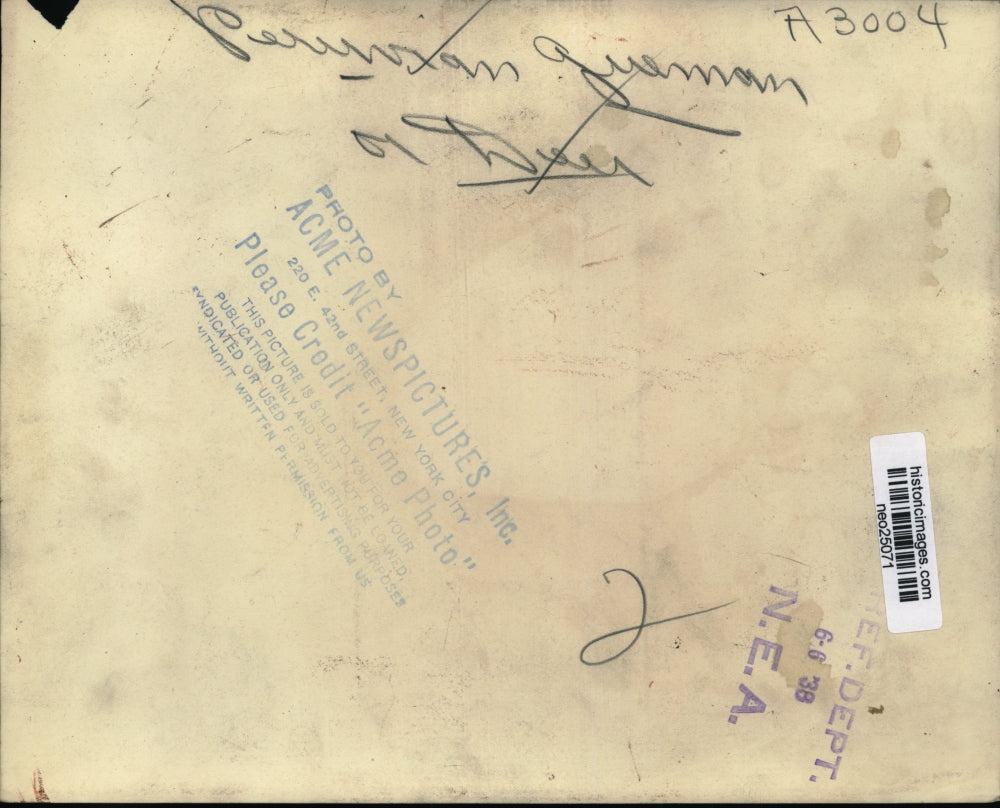 A3004
PHOTO BY
ACME NEWSPICTURES, Inc.
220 E. 42nd STREET, NEW YORK CITY
Please Credit "Acme Photo"
THIS PICTURE IS SOLD TO YOU FOR YOUR
PUBLICATION ONLY AND MUST NOT BE LOANED,
SYNDICATED OR USED FOR ADVERTISING PURPOSES
WITHOUT WRITTEN PERMISSION FROM US
historicimages.com
neo25071
2
REF. DEPT.
6-6 '38
N.E.A.